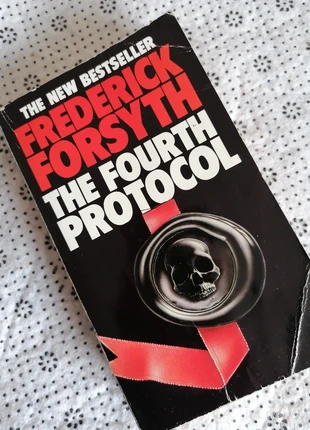 THE NEW BESTSELLER
FREDERICK
FORSYTH
THE FOURTH
PROTOCOL